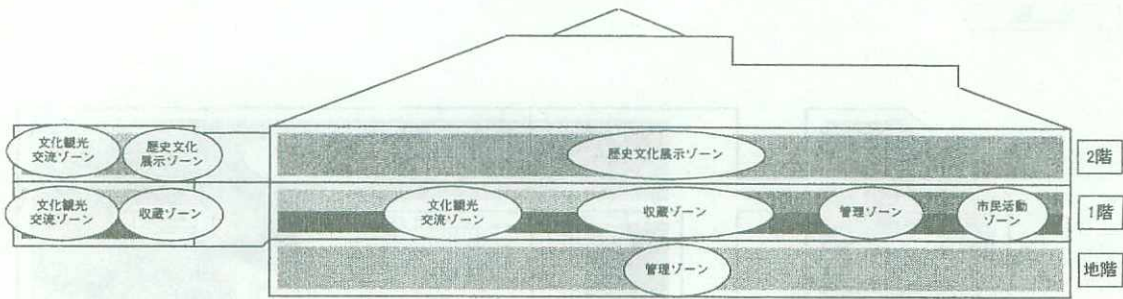 文化観光
交流ゾーン
歴史文化
展示ゾーン
歴史文化展示ゾーン
2階
文化観光
交流ゾーン
収蔵ゾーン
文化観光
交流ゾーン
収蔵ゾーン
管理ゾーン
市民活動
ゾーン
1階
管理ゾーン
地階